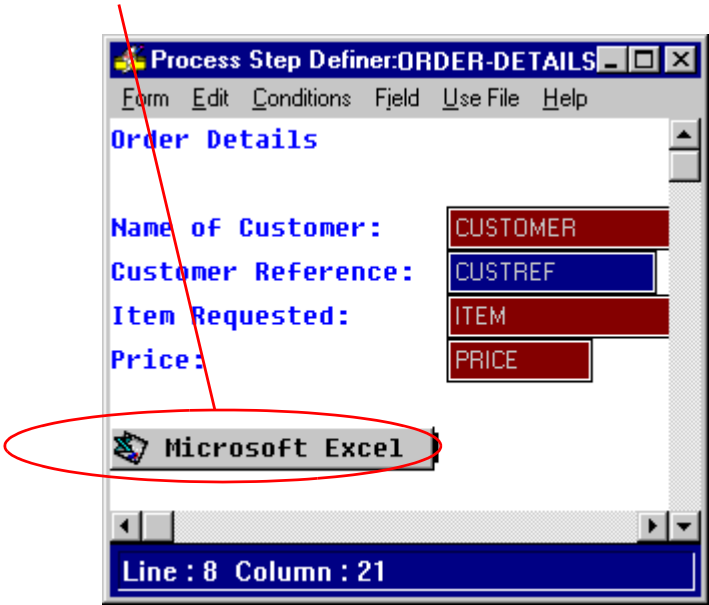 Process Step Definer:ORDER-DETAILS
Form Edit Conditions Field Use File Help
Order Details
Name of Customer: CUSTOMER
Customer Reference: CUSTREF
Item Requested: ITEM
Price: PRICE
Microsoft Excel
Line : 8 Column : 21